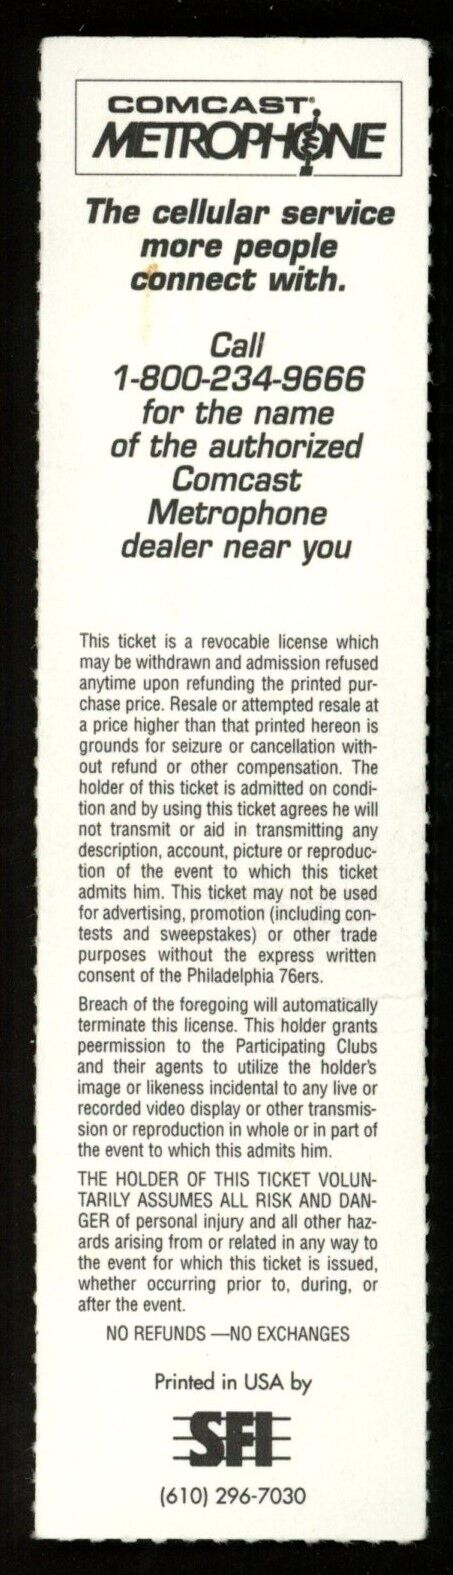 COMCAST®
METROPHONE
The cellular service
more people
connect with.
Call
1-800-234-9666
for the name
of the authorized
Comcast
Metrophone
dealer near you
This ticket is a revocable license which
may be withdrawn and admission refused
anytime upon refunding the printed pur-
chase price. Resale or attempted resale at
a price higher than that printed hereon is
grounds for seizure or cancellation with-
out refund or other compensation. The
holder of this ticket is admitted on condi-
tion and by using this ticket agrees he will
not transmit or aid in transmitting any
description, account, picture or reproduc-
tion of the event to which this ticket
admits him. This ticket may not be used
for advertising, promotion (including con-
tests and sweepstakes) or other trade
purposes without the express written
consent of the Philadelphia 76ers.
Breach of the foregoing will automatically
terminate this license. This holder grants
peermission to the Participating Clubs
and their agents to utilize the holder's
image or likeness incidental to any live or
recorded video display or other transmis-
sion or reproduction in whole or in part of
the event to which this admits him.
THE HOLDER OF THIS TICKET VOLUN-
TARILY ASSUMES ALL RISK AND DAN-
GER of personal injury and all other haz-
ards arising from or related in any way to
the event for which this ticket is issued,
whether occurring prior to, during, or
after the event.
NO REFUNDS —NO EXCHANGES
Printed in USA by
SFI
(610) 296-7030